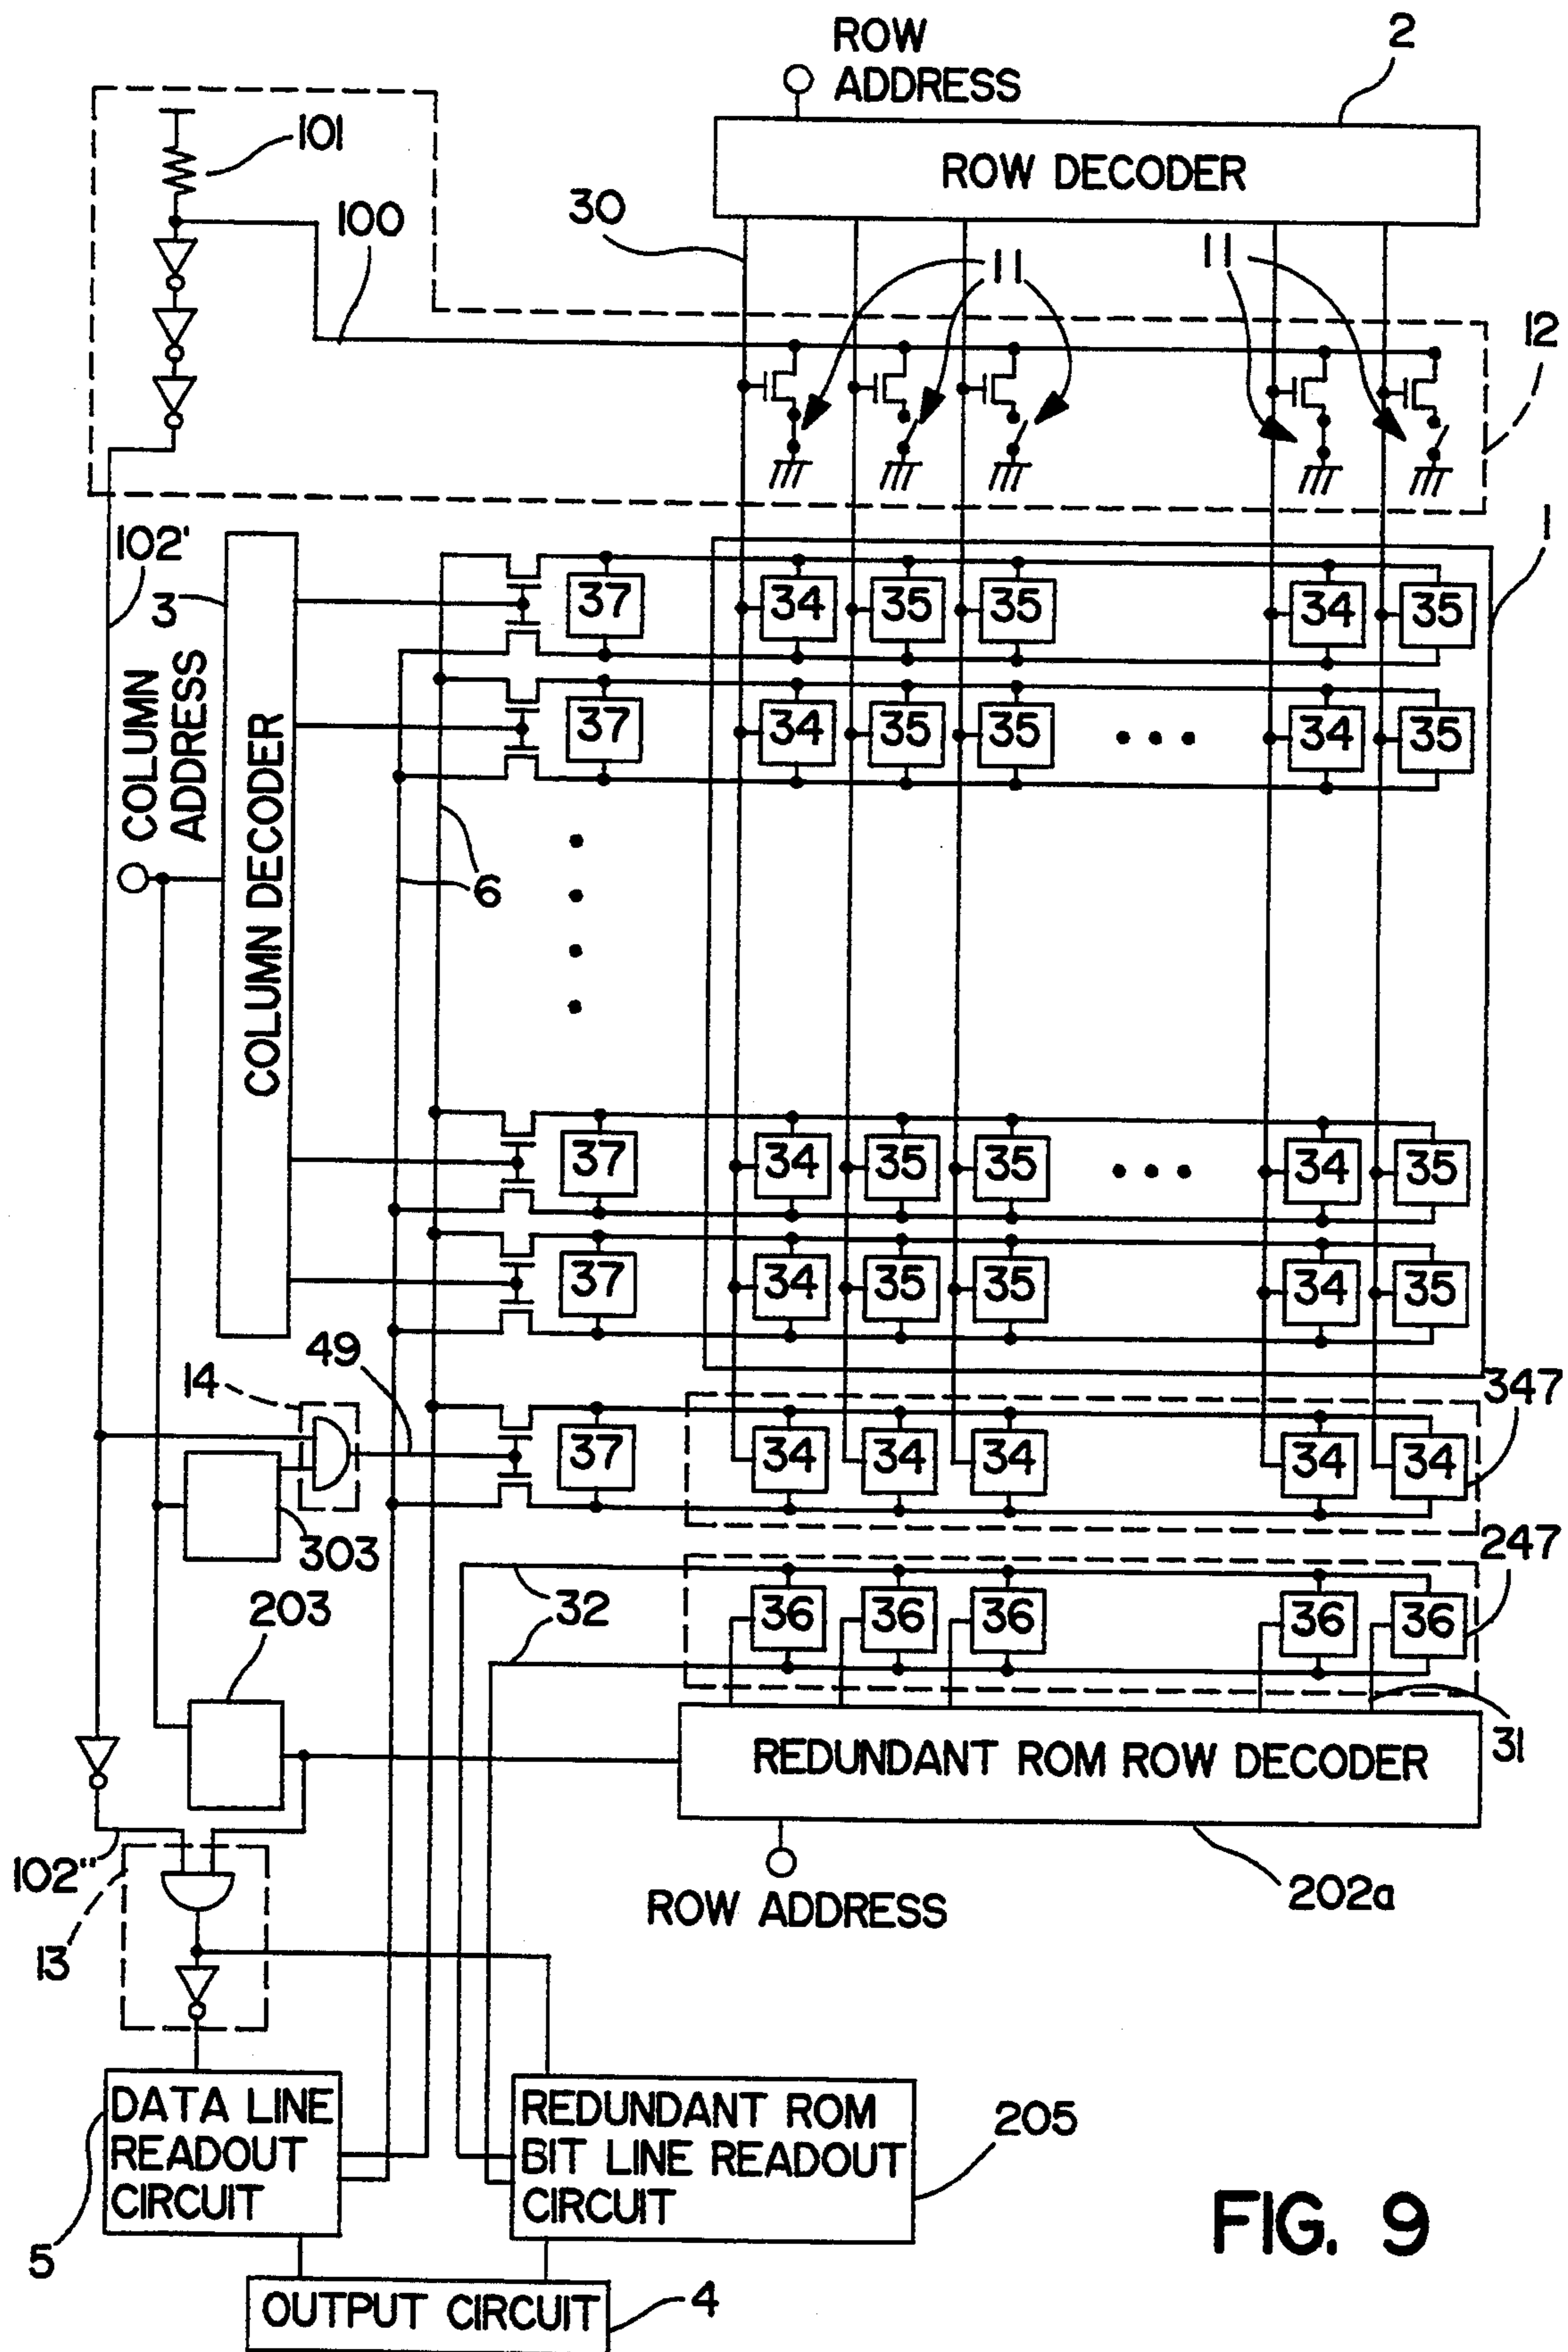 ROW
ADDRESS
2
101
ROW DECODER
30
100
11
11
12
102'
3
1
37 34 35 35 34 35
COLUMN
ADDRESS
37 34 35 35 34 35
COLUMN DECODER
6
37 34 35 35 34 35
37 34 35 35 34 35
49
14
347
37 34 34 34 34 34
303
247
32
36 36 36 36 36
203
REDUNDANT ROM ROW DECODER
31
102"
202a
ROW ADDRESS
13
DATA LINE
READOUT
CIRCUIT
REDUNDANT ROM
BIT LINE READOUT
CIRCUIT
205
5
FIG. 9
OUTPUT CIRCUIT
4